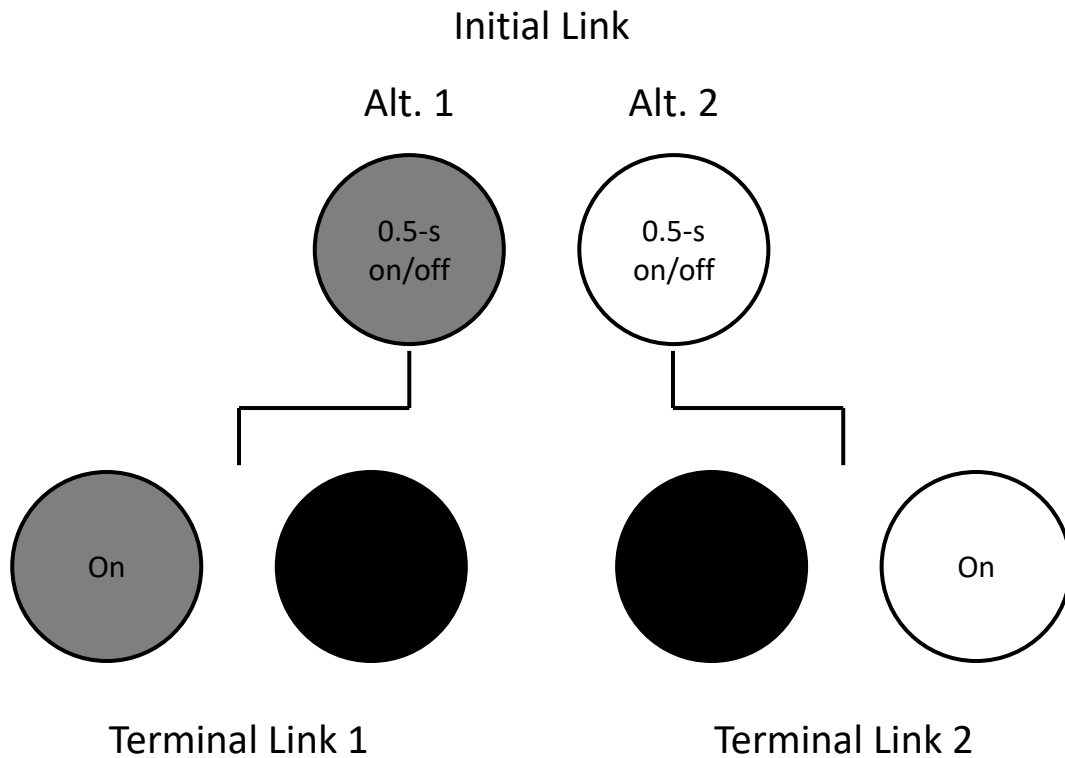 Initial Link
Alt. 1
Alt. 2
0.5-s
on/off
0.5-s
on/off
On
On
Terminal Link 1
Terminal Link 2